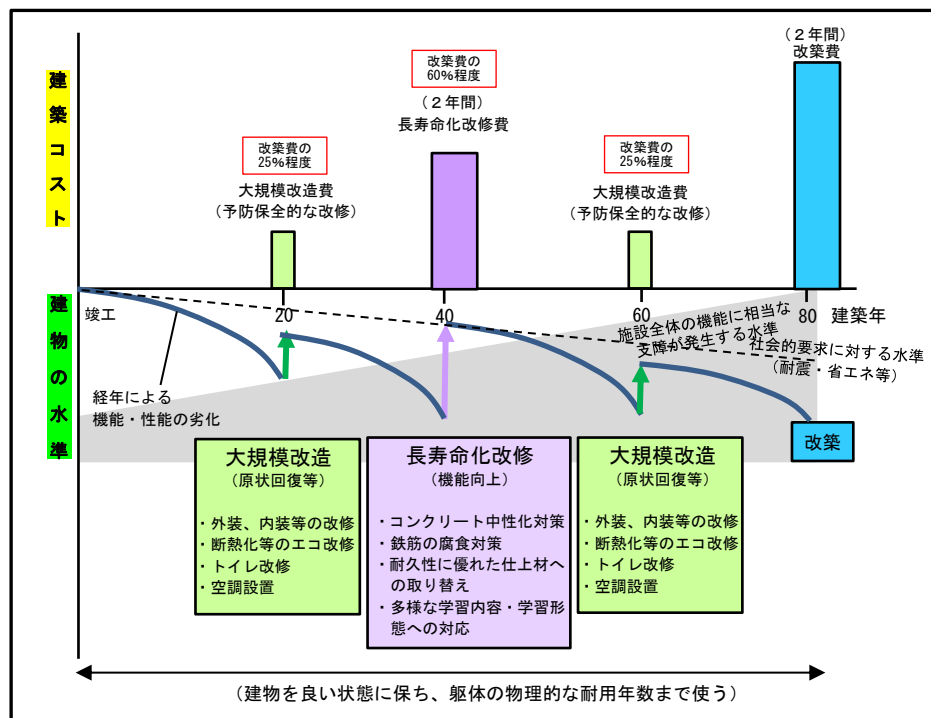 建築コスト
改築費の
25%程度
大規模改造費
(予防保全的な改修)
改築費の
60%程度
(2年間)
長寿命化改修費
改築費の
25%程度
大規模改造費
(予防保全的な改修)
(2年間)
改築費
建物の水準
竣工
20
40
60
80
建築年
施設全体の機能に相当な
支障が発生する水準
社会的要求に対する水準
(耐震・省エネ等)
経年による
機能・性能の劣化
大規模改造
(原状回復等)
・外装、内装等の改修
・断熱化等のエコ改修
・トイレ改修
・空調設置
長寿命化改修
(機能向上)
・コンクリート中性化対策
・鉄筋の腐食対策
・耐久性に優れた仕上材へ
の取り替え
・多様な学習内容・学習形
態への対応
大規模改造
(原状回復等)
・外装、内装等の改修
・断熱化等のエコ改修
・トイレ改修
・空調設置
改築
(建物を良い状態に保ち、躯体の物理的な耐用年数まで使う)